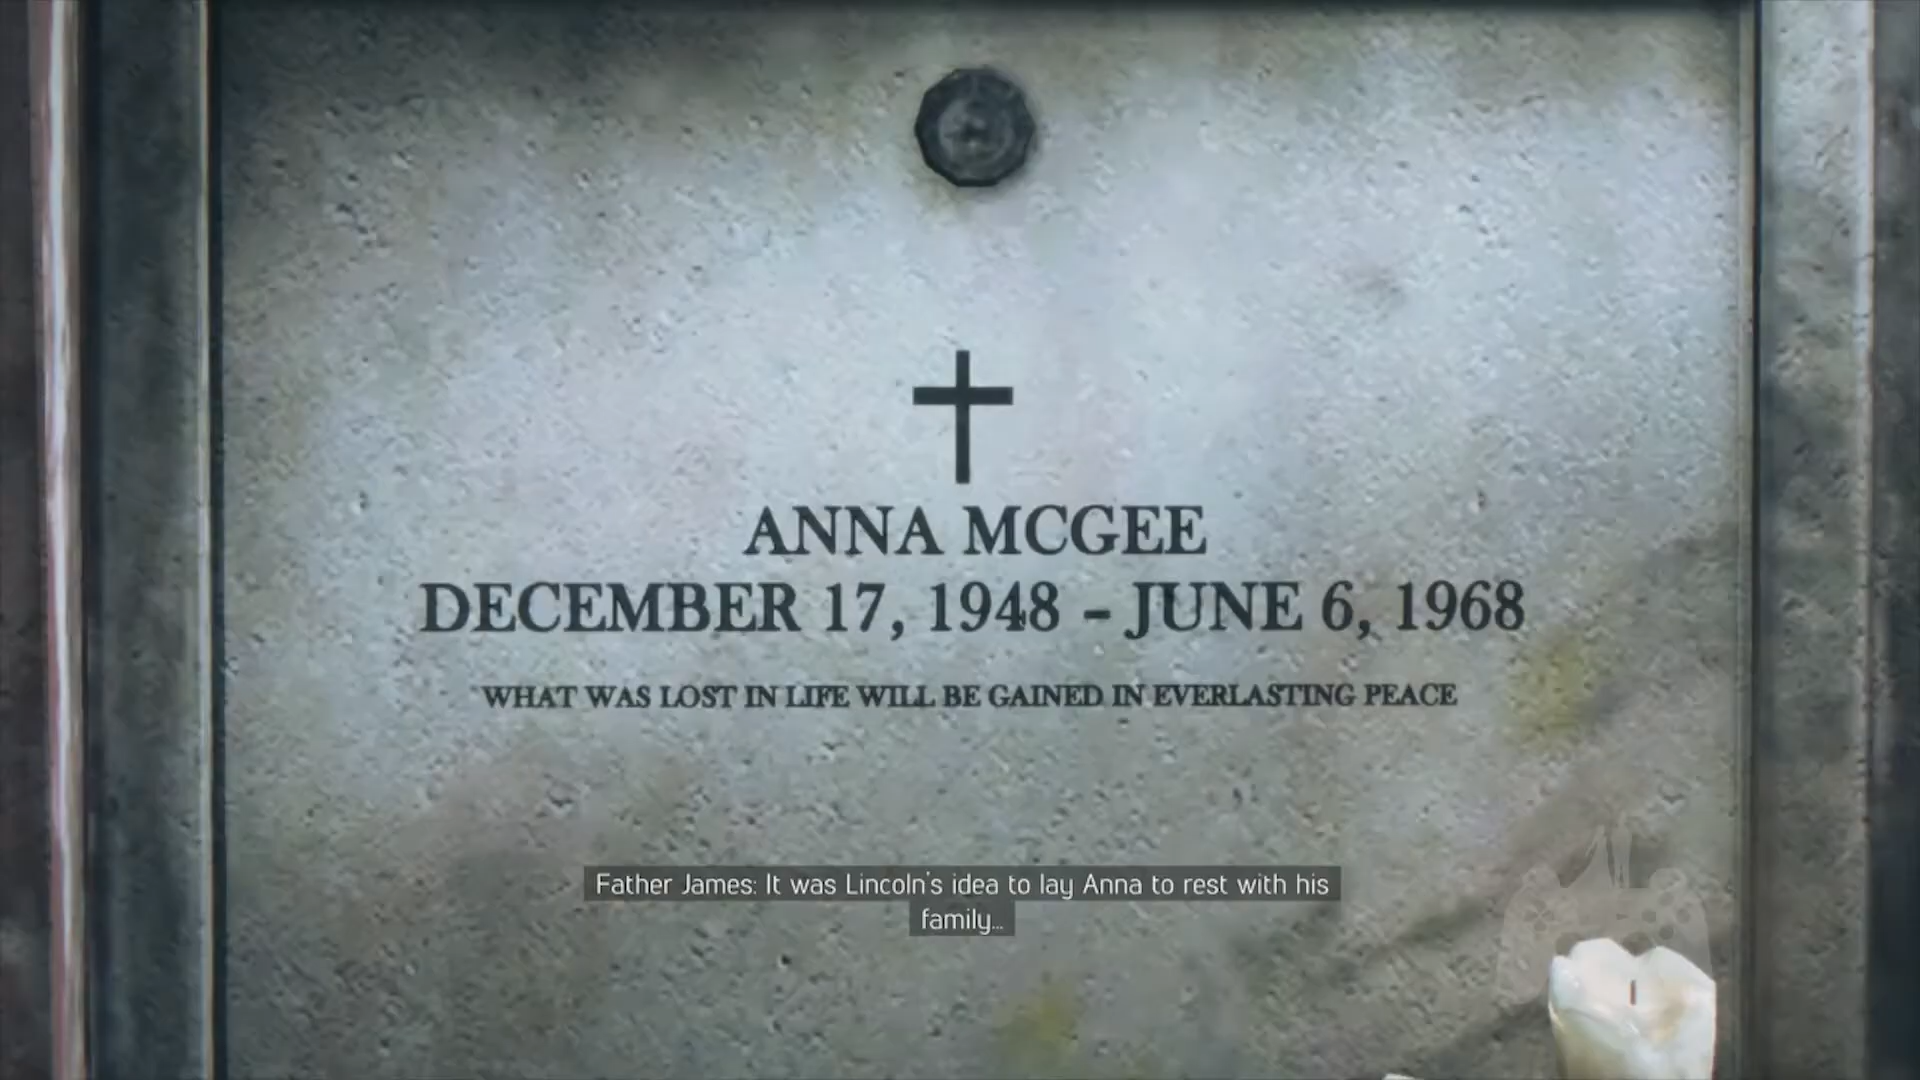 ANNA MCGEE
DECEMBER 17, 1948 – JUNE 6, 1968
WHAT WAS LOST IN LIFE WILL BE GAINED IN EVERLASTING PEACE
Father James: It was Lincoln's idea to lay Anna to rest with his
family...